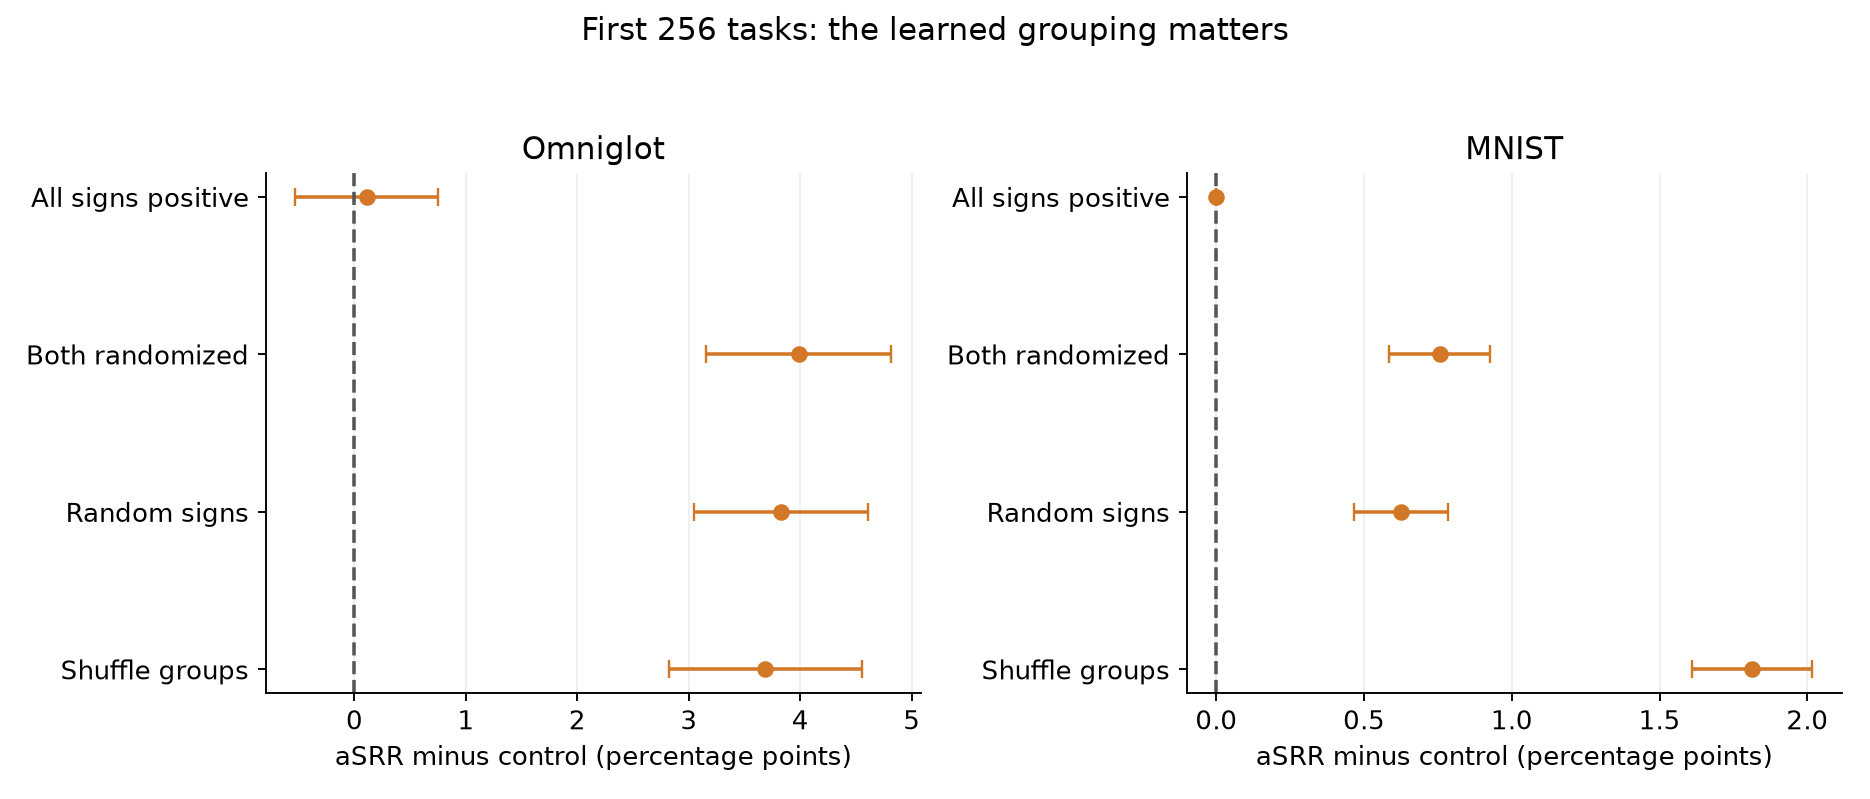 First 256 tasks: the learned grouping matters
Omniglot
All signs positive
Both randomized
Random signs
Shuffle groups
0 1 2 3 4 5
aSRR minus control (percentage points)
MNIST
All signs positive
Both randomized
Random signs
Shuffle groups
0.0 0.5 1.0 1.5 2.0
aSRR minus control (percentage points)